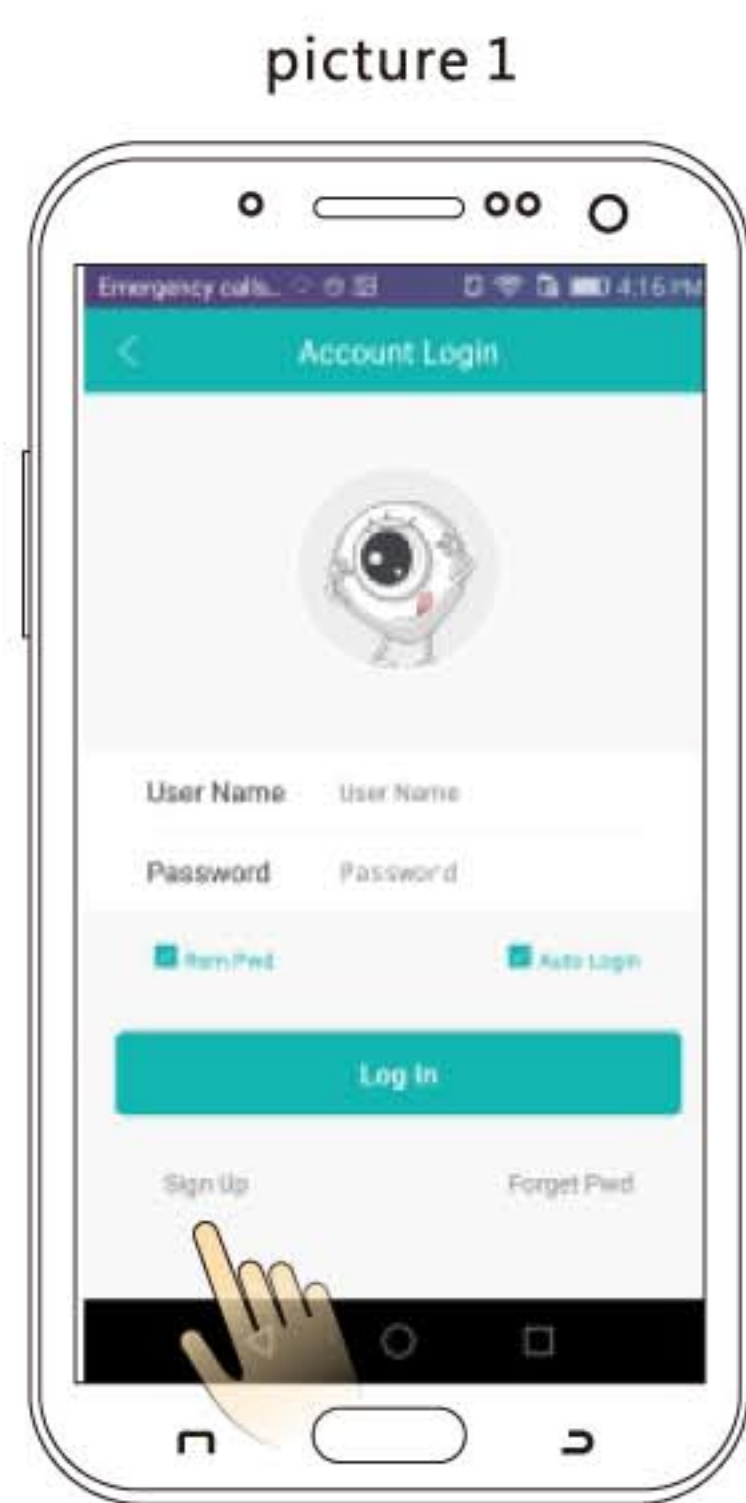 picture 1
Emergency calls... 4:16 PM
Account Login
User Name User Name
Password Password
Rem Pwd Auto Login
Log In
Sign Up Forget Pwd